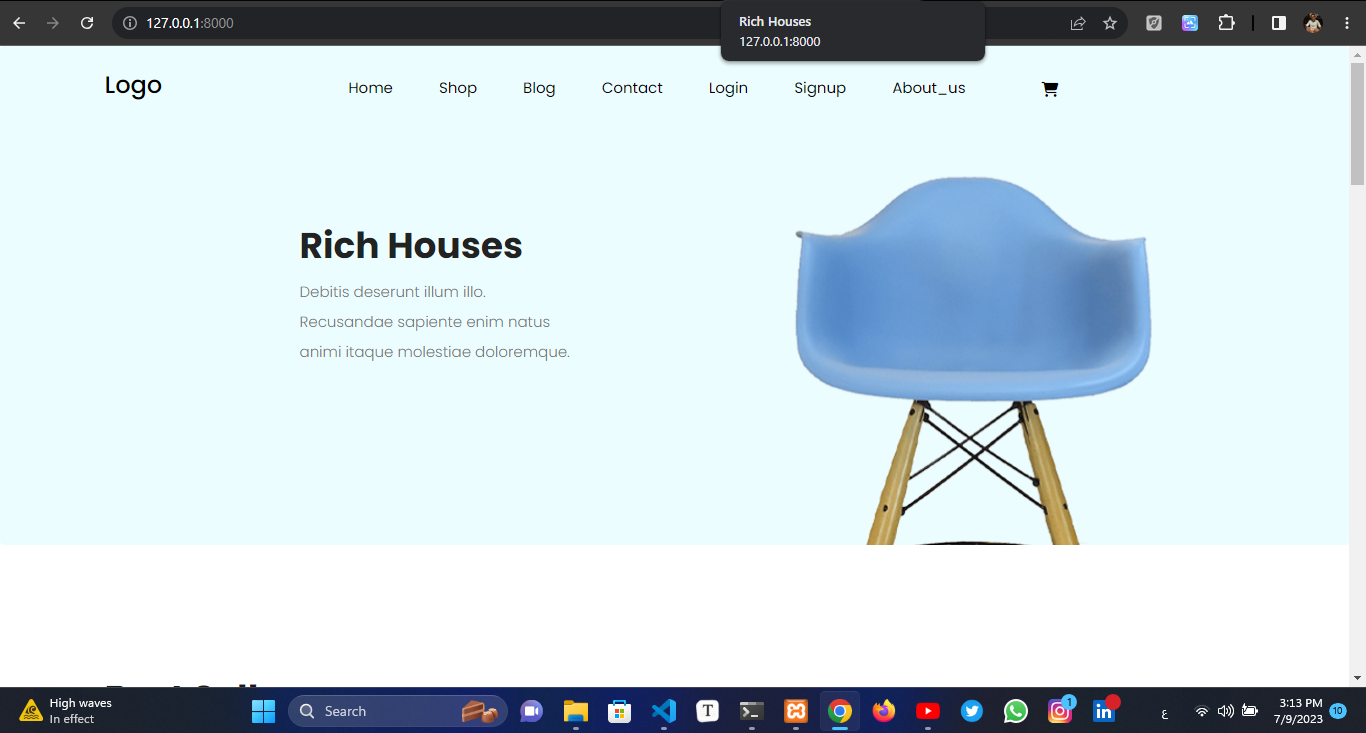 127.0.0.1:8000
Rich Houses
127.0.0.1:8000
Logo
Home
Shop
Blog
Contact
Login
Signup
About_us
Rich Houses
Debitis deserunt illum illo.
Recusandae sapiente enim natus
animi itaque molestiae doloremque.
High waves
In effect
Search
T
1
in
ع
3:13 PM
7/9/2023
10